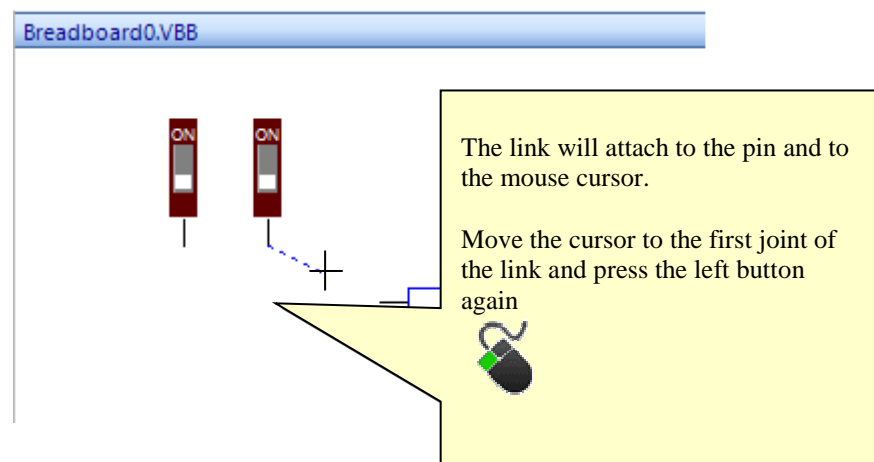 Breadboard0.VBB
ON
ON
The link will attach to the pin and to
the mouse cursor.
Move the cursor to the first joint of
the link and press the left button
again